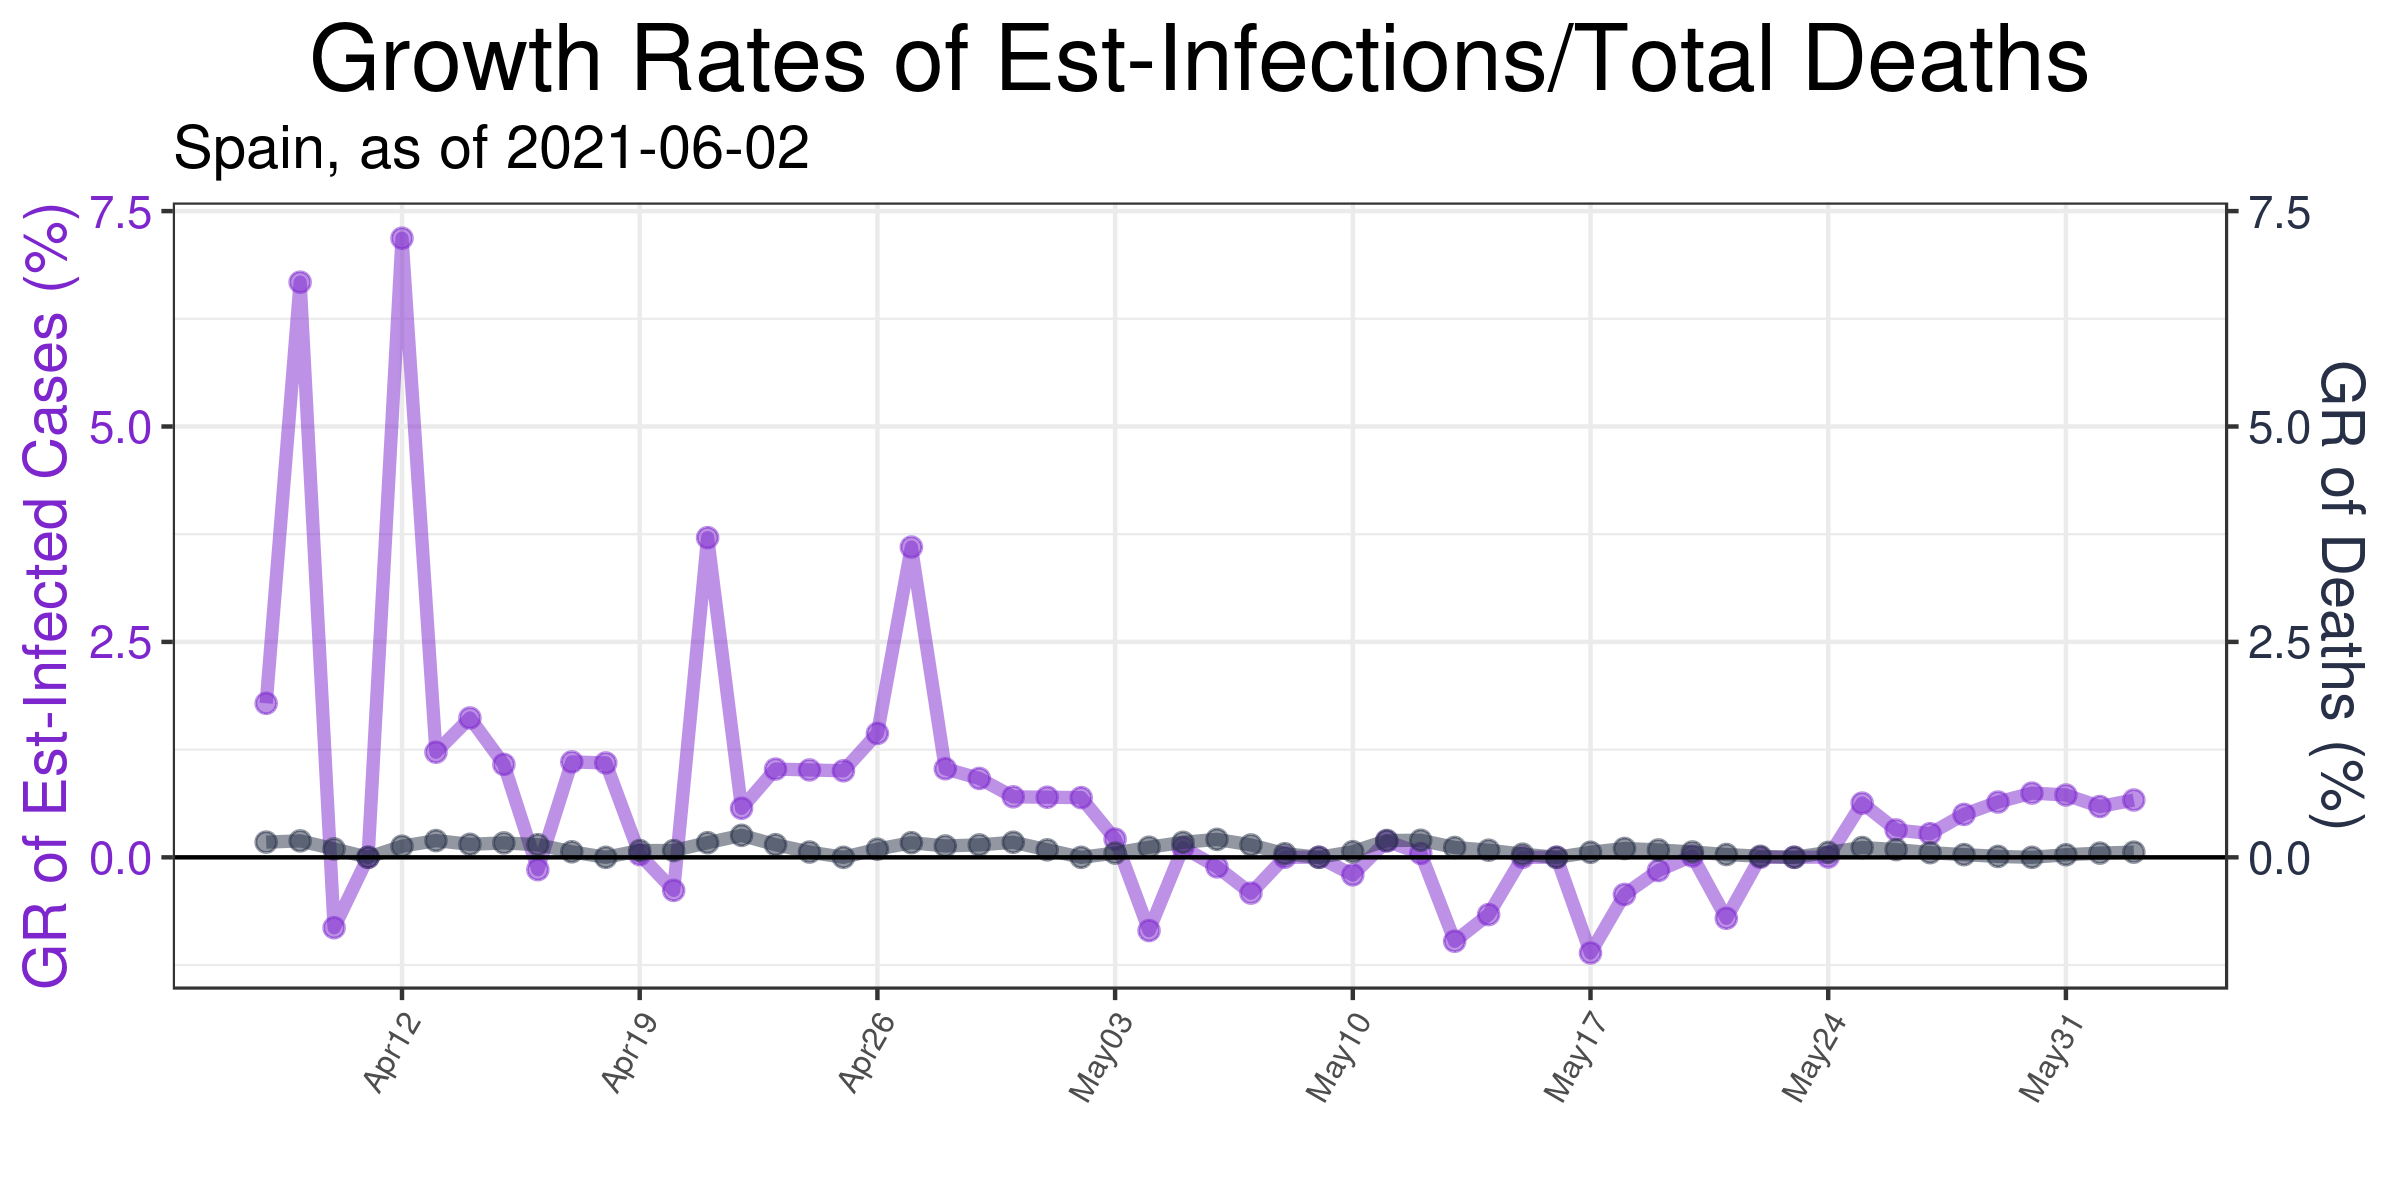 Growth Rates of Est-Infections/Total Deaths
Spain, as of 2021-06-02
GR of Est-Infected Cases (%)
7.5
5.0
2.5
0.0
7.5
5.0
2.5
0.0
GR of Deaths (%)
Apr12
Apr19
Apr26
May03
May10
May17
May24
May31